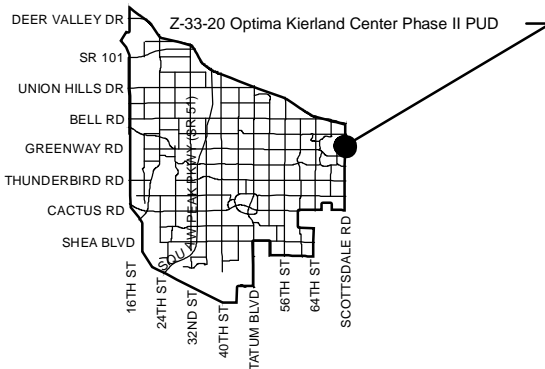 DEER VALLEY DR
Z-33-20 Optima Kierland Center Phase II PUD
SR 101
UNION HILLS DR
BELL RD
GREENWAY RD
THUNDERBIRD RD
CACTUS RD
SHEA BLVD
SQUAW PEAK PKWY (SR 51)
16TH ST
24TH ST
32ND ST
40TH ST
TATUM BLVD
56TH ST
64TH ST
SCOTTSDALE RD